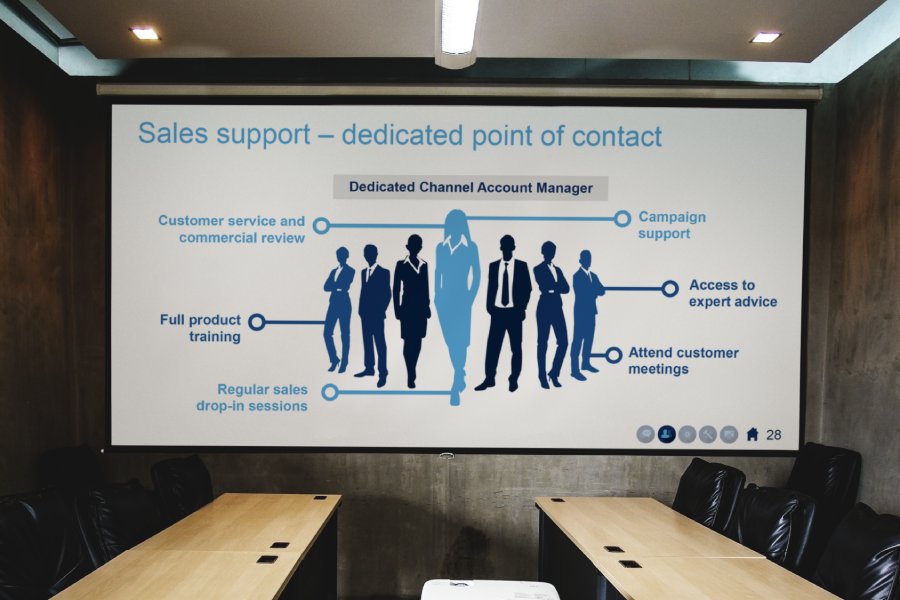 Sales support – dedicated point of contact
Dedicated Channel Account Manager
Customer service and
commercial review
Campaign
support
Access to
expert advice
Full product
training
Attend customer
meetings
Regular sales
drop-in sessions
28